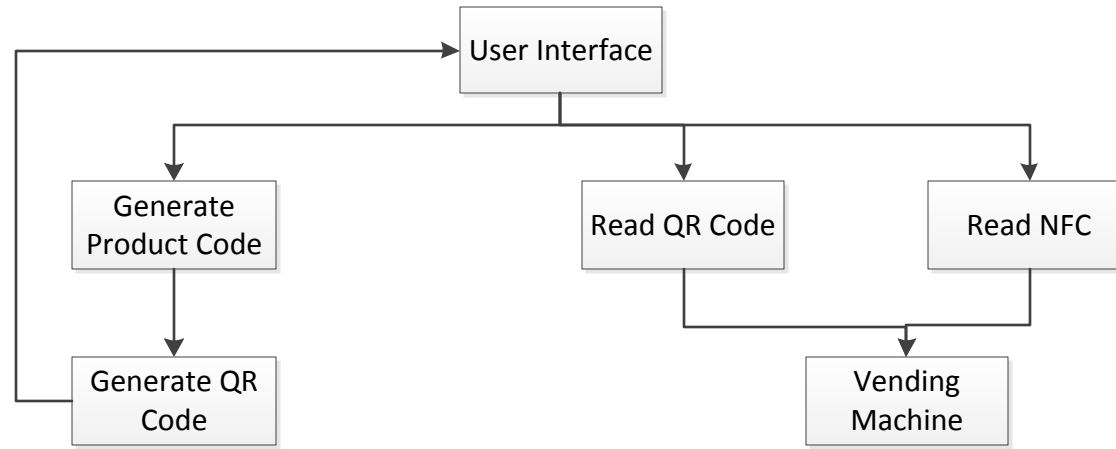 User Interface
Generate
Product Code
Read QR Code
Read NFC
Generate QR
Code
Vending
Machine